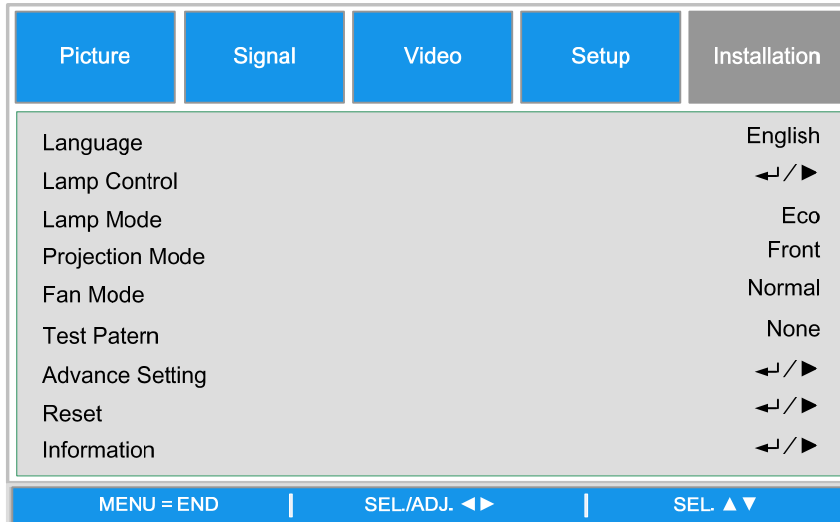 Picture Signal Video Setup Installation
Language English
Lamp Control ↵/►
Lamp Mode Eco
Projection Mode Front
Fan Mode Normal
Test Patern None
Advance Setting ↵/►
Reset ↵/►
Information ↵/►
MENU = END | SEL./ADJ. ◄► | SEL. ▲▼